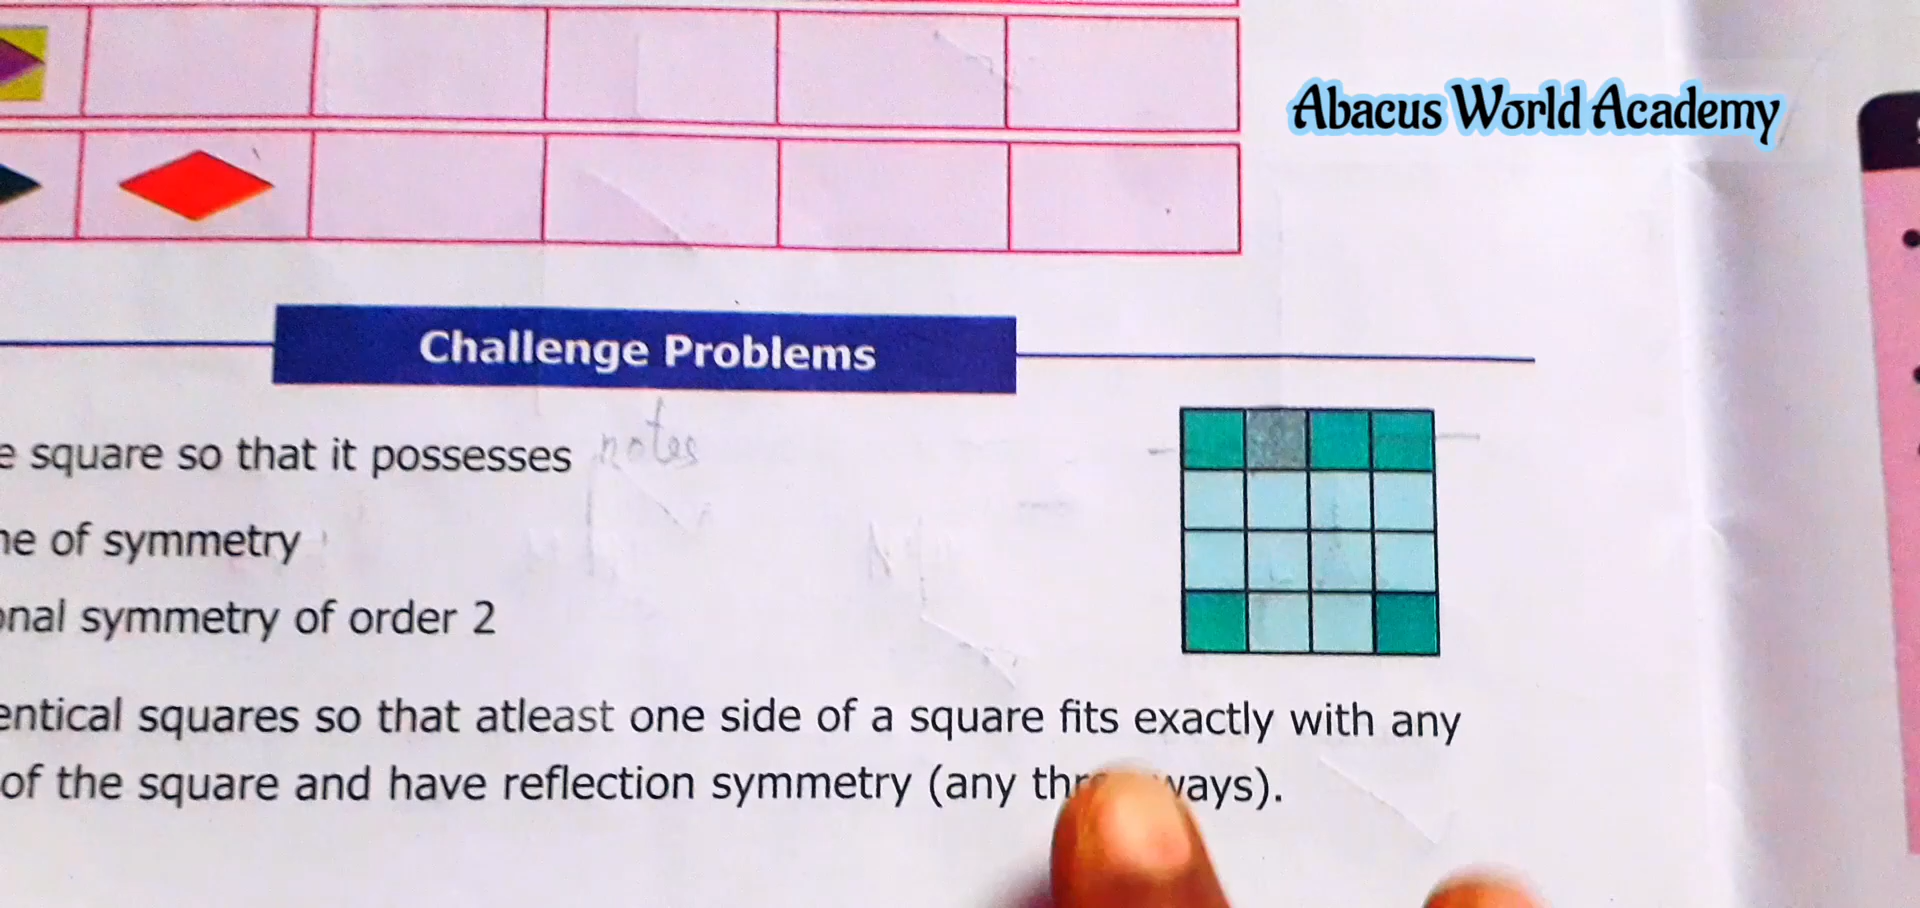 Abacus World Academy
Challenge Problems
e square so that it possesses notes
ne of symmetry
onal symmetry of order 2
entical squares so that atleast one side of a square fits exactly with any
of the square and have reflection symmetry (any ways).